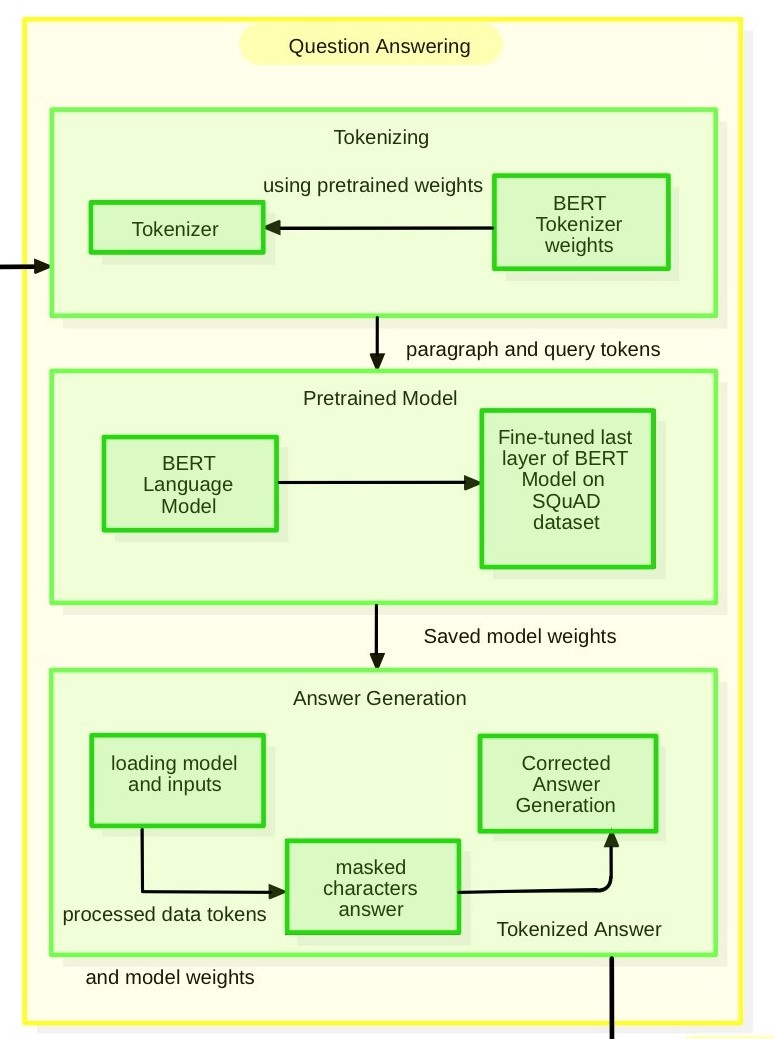 Question Answering
Tokenizing
using pretrained weights
Tokenizer
BERT
Tokenizer
weights
paragraph and query tokens
Pretrained Model
BERT
Language
Model
Fine-tuned last
layer of BERT
Model on
SQuAD
dataset
Saved model weights
Answer Generation
loading model
and inputs
Corrected
Answer
Generation
masked
characters
answer
processed data tokens
and model weights
Tokenized Answer